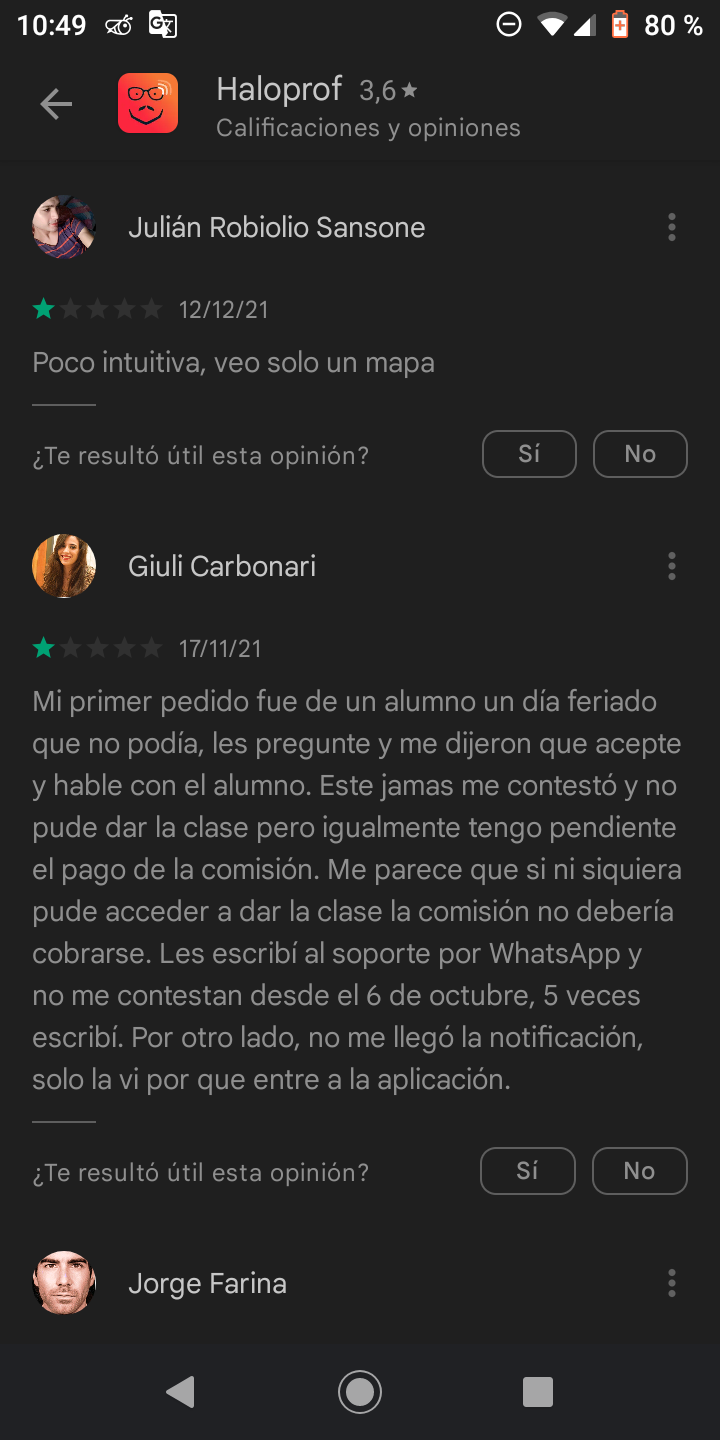 10:49 80 %
Haloprof 3,6★
Calificaciones y opiniones
Julián Robiolio Sansone
12/12/21
Poco intuitiva, veo solo un mapa
¿Te resultó útil esta opinión? Sí No
Giuli Carbonari
17/11/21
Mi primer pedido fue de un alumno un día feriado
que no podía, les pregunte y me dijeron que acepte
y hable con el alumno. Este jamas me contestó y no
pude dar la clase pero igualmente tengo pendiente
el pago de la comisión. Me parece que si ni siquiera
pude acceder a dar la clase la comisión no debería
cobrarse. Les escribí al soporte por WhatsApp y
no me contestan desde el 6 de octubre, 5 veces
escribí. Por otro lado, no me llegó la notificación,
solo la vi por que entre a la aplicación.
¿Te resultó útil esta opinión? Sí No
Jorge Farina